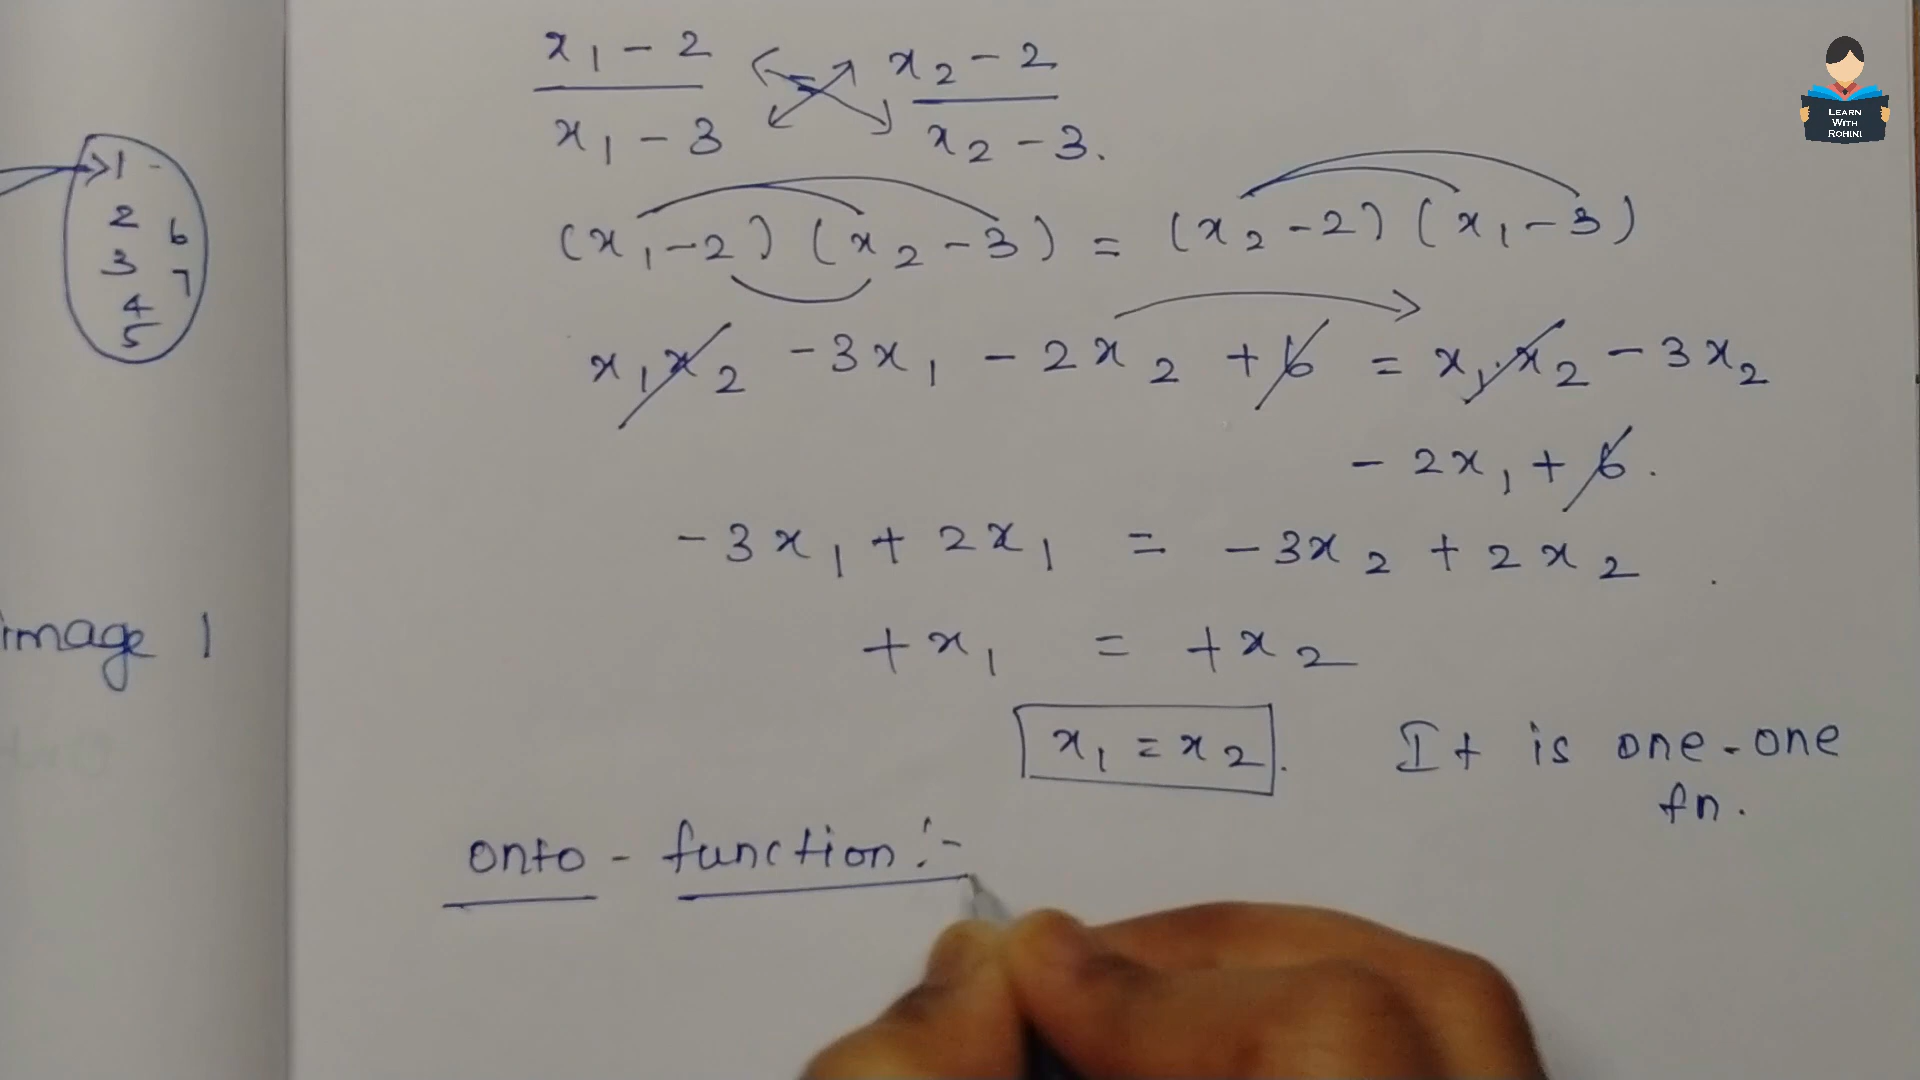 x₁ - 2 = x₂ - 2
x₁ - 3 x₂ - 3.
(x₁ - 2) (x₂ - 3) = (x₂ - 2) (x₁ - 3)
x₁x₂ - 3x₁ - 2x₂ + 6 = x₁.x₂ - 3x₂
- 2x₁ + 6.
- 3x₁ + 2x₁ = - 3x₂ + 2x₂
+ x₁ = + x₂
x₁ = x₂. It is one-one
fn.
onto - function :-
1
2 6
3 7
4
5
image 1
LEARN
WITH
ROHINI